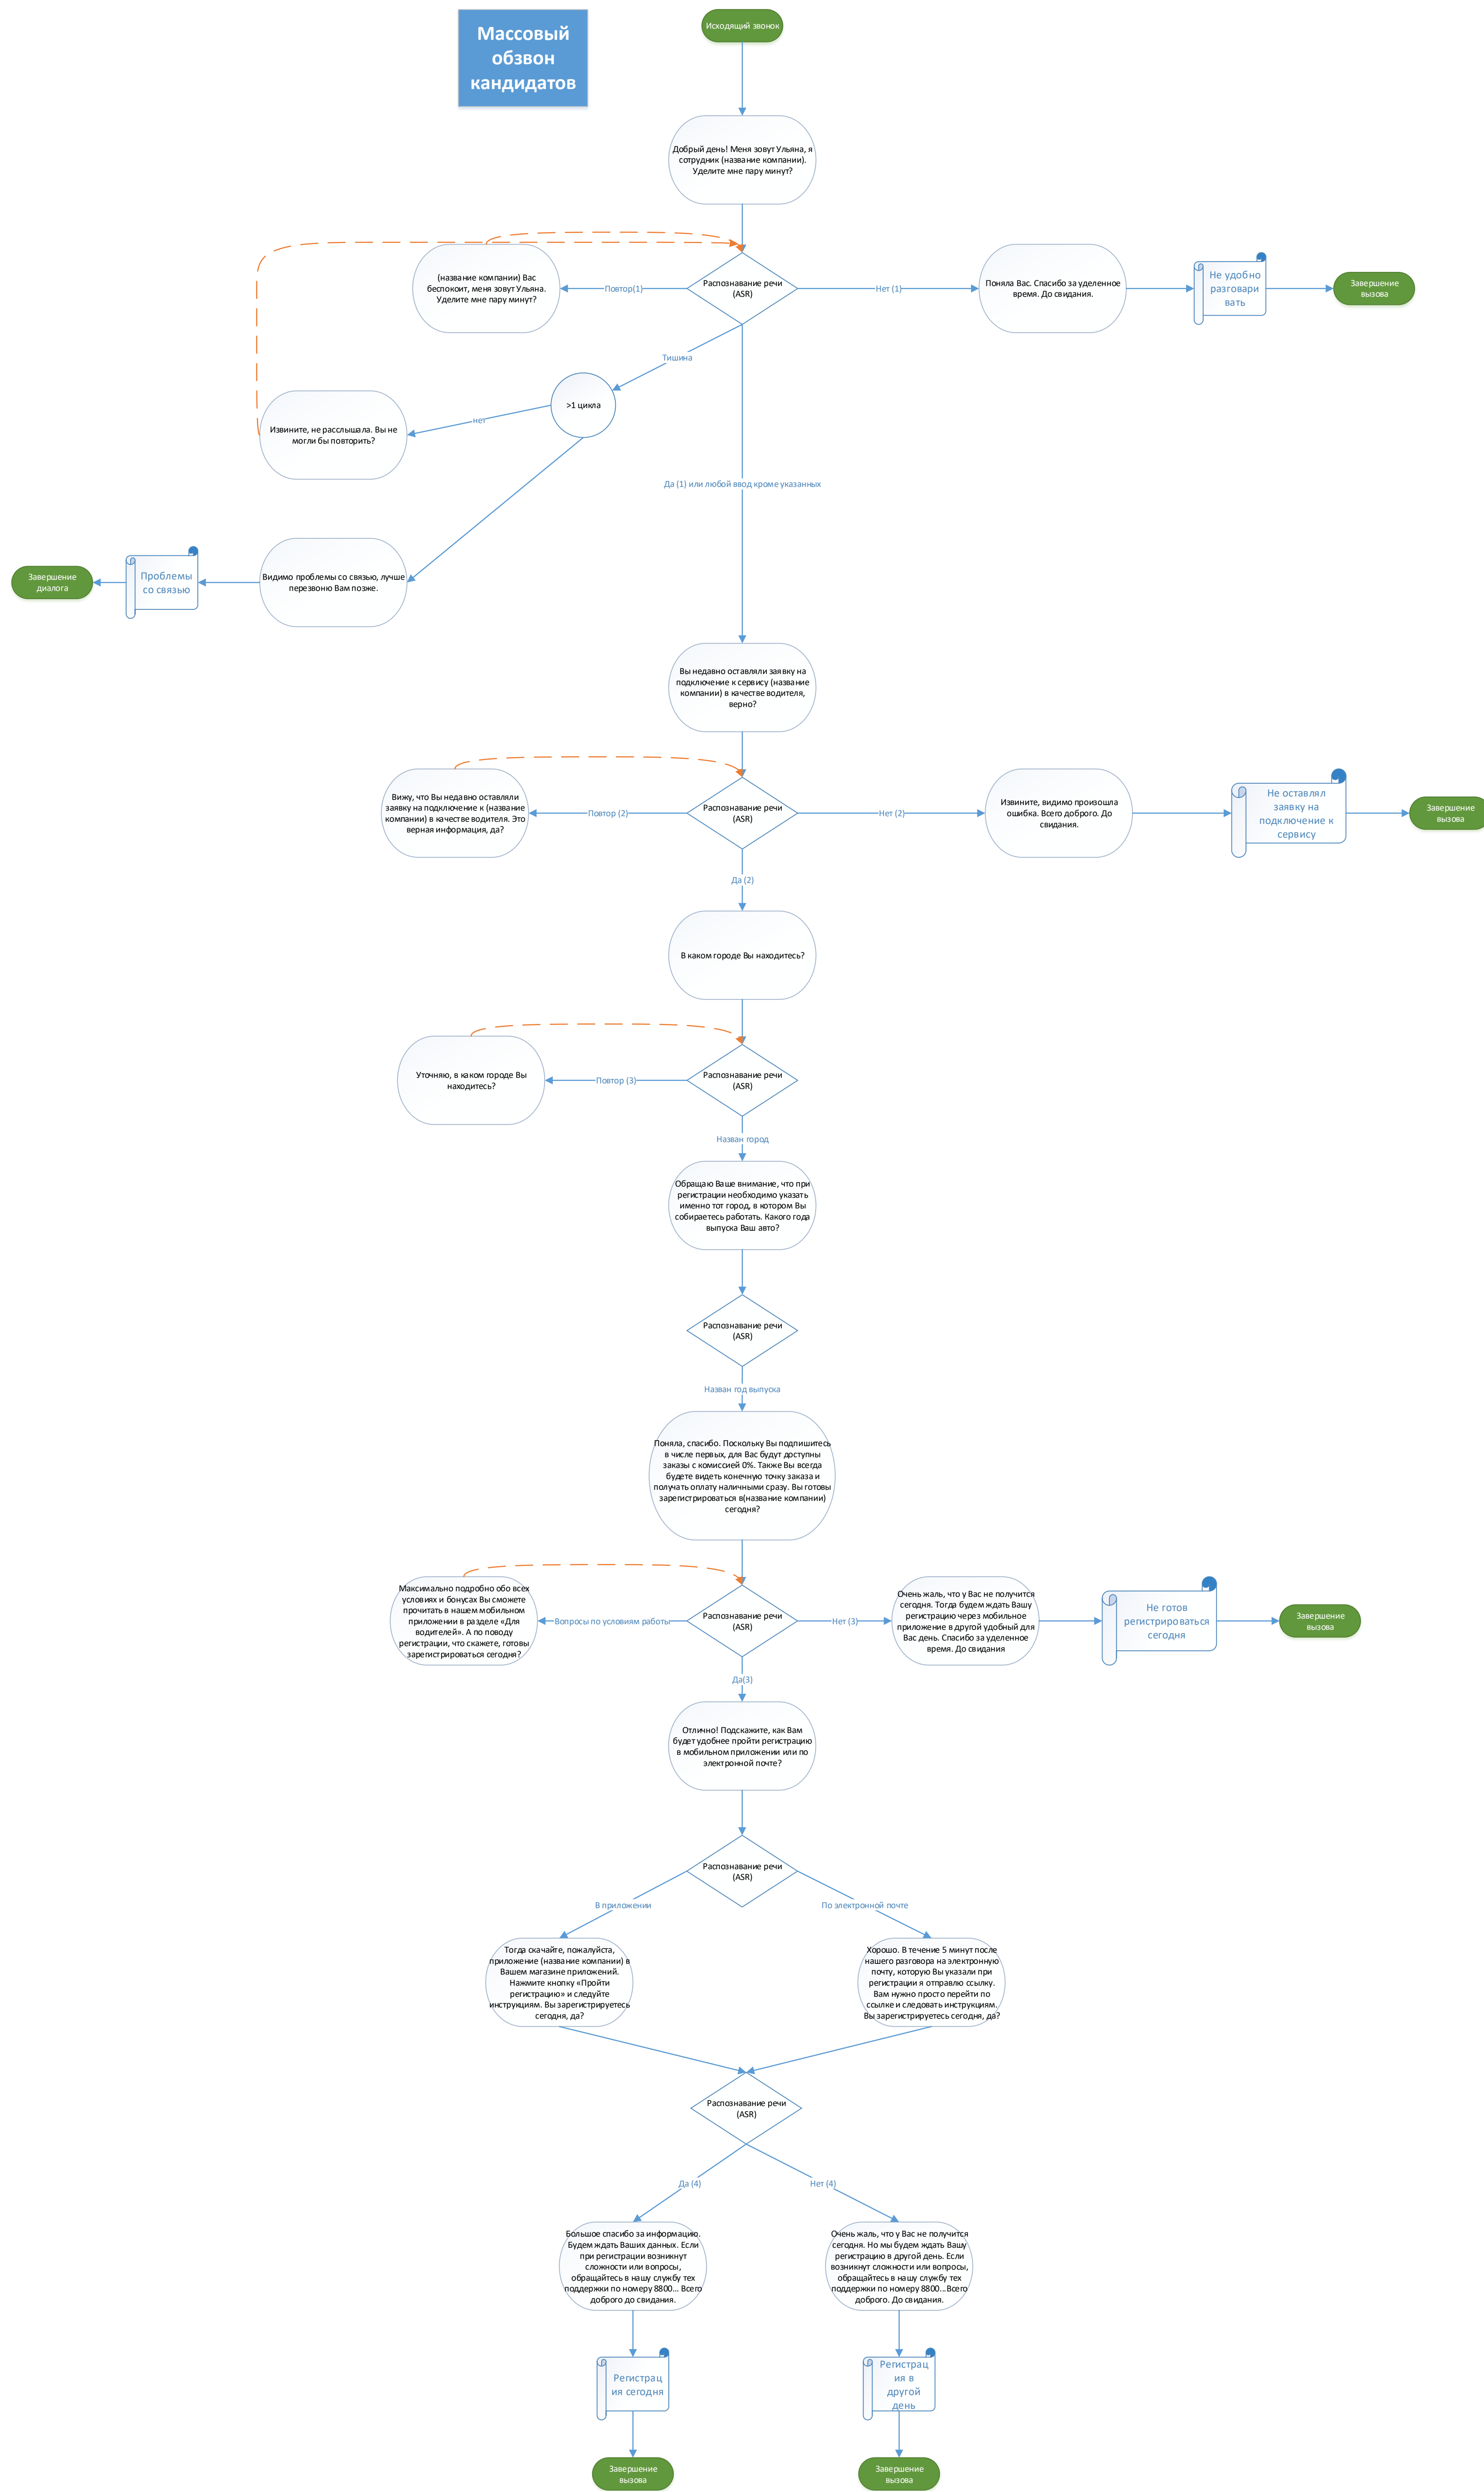 Массовый
обзвон
кандидатов
Исходящий звонок
Добрый день! Меня зовут Ульяна, я
сотрудник (название компании).
Уделите мне пару минут?
(название компании) Вас
беспокоит, меня зовут Ульяна.
Уделите мне пару минут?
Повтор(1)
Распознавание речи
(ASR)
Нет (1)
Поняла Вас. Спасибо за уделенное
время. До свидания.
Не удобно
разговари
вать
Завершение
вызова
Тишина
>1 цикла
нет
Извините, не расслышала. Вы не
могли бы повторить?
Да (1) или любой ввод кроме указанных
Завершение
диалога
Проблемы
со связью
Видимо проблемы со связью, лучше
перезвоню Вам позже.
Вы недавно оставляли заявку на
подключение к сервису (название
компании) в качестве водителя,
верно?
Вижу, что Вы недавно оставляли
заявку на подключение к (название
компании) в качестве водителя. Это
верная информация, да?
Повтор (2)
Распознавание речи
(ASR)
Нет (2)
Извините, видимо произошла
ошибка. Всего доброго. До
свидания.
Не оставлял
заявку на
подключение к
сервису
Завершение
вызова
Да (2)
В каком городе Вы находитесь?
Уточняю, в каком городе Вы
находитесь?
Повтор (3)
Распознавание речи
(ASR)
Назван город
Обращаю Ваше внимание, что при
регистрации необходимо указать
именно тот город, в котором Вы
собираетесь работать. Какого года
выпуска Ваш авто?
Распознавание речи
(ASR)
Назван год выпуска
Поняла, спасибо. Поскольку Вы подпишитесь
в числе первых, для Вас будут доступны
заказы с комиссией 0%. Также Вы всегда
будете видеть конечную точку заказа и
получать оплату наличными сразу. Вы готовы
зарегистрироваться в(название компании)
сегодня?
Максимально подробно обо всех
условиях и бонусах Вы сможете
прочитать в нашем мобильном
приложении в разделе «Для
водителей». А по поводу
регистрации, что скажете, готовы
зарегистрироваться сегодня?
Вопросы по условиям работы
Распознавание речи
(ASR)
Нет (3)
Очень жаль, что у Вас не получится
сегодня. Тогда будем ждать Вашу
регистрацию через мобильное
приложение в другой удобный для
Вас день. Спасибо за уделенное
время. До свидания
Не готов
регистрироваться
сегодня
Завершение
вызова
Да(3)
Отлично! Подскажите, как Вам
будет удобнее пройти регистрацию
в мобильном приложении или по
электронной почте?
Распознавание речи
(ASR)
В приложении
По электронной почте
Тогда скачайте, пожалуйста,
приложение (название компании) в
Вашем магазине приложений.
Нажмите кнопку «Пройти
регистрацию» и следуйте
инструкциям. Вы зарегистрируетесь
сегодня, да?
Хорошо. В течение 5 минут после
нашего разговора на электронную
почту, которую Вы указали при
регистрации я отправлю ссылку.
Вам нужно просто перейти по
ссылке и следовать инструкциям.
Вы зарегистрируетесь сегодня, да?
Распознавание речи
(ASR)
Да (4)
Нет (4)
Большое спасибо за информацию.
Будем ждать Ваших данных. Если
при регистрации возникнут
сложности или вопросы,
обращайтесь в нашу службу тех
поддержки по номеру 8800... Всего
доброго до свидания.
Очень жаль, что у Вас не получится
сегодня. Но мы будем ждать Вашу
регистрацию в другой день. Если
возникнут сложности или вопросы,
обращайтесь в нашу службу тех
поддержки по номеру 8800...Всего
доброго. До свидания.
Регистрац
ия сегодня
Регистрац
ия в
другой
день
Завершение
вызова
Завершение
вызова